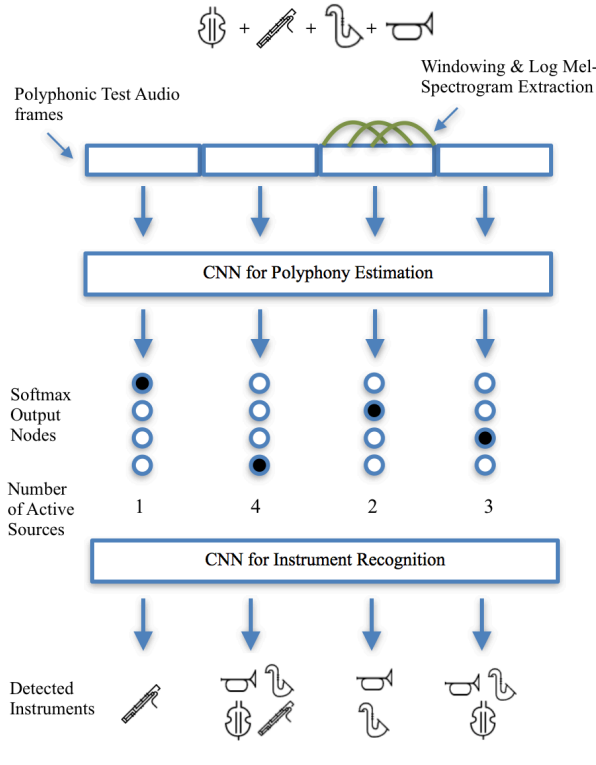 + + +
Windowing & Log Mel-
Spectrogram Extraction
Polyphonic Test Audio
frames
CNN for Polyphony Estimation
Softmax
Output
Nodes
Number
of Active
Sources
1 4 2 3
CNN for Instrument Recognition
Detected
Instruments